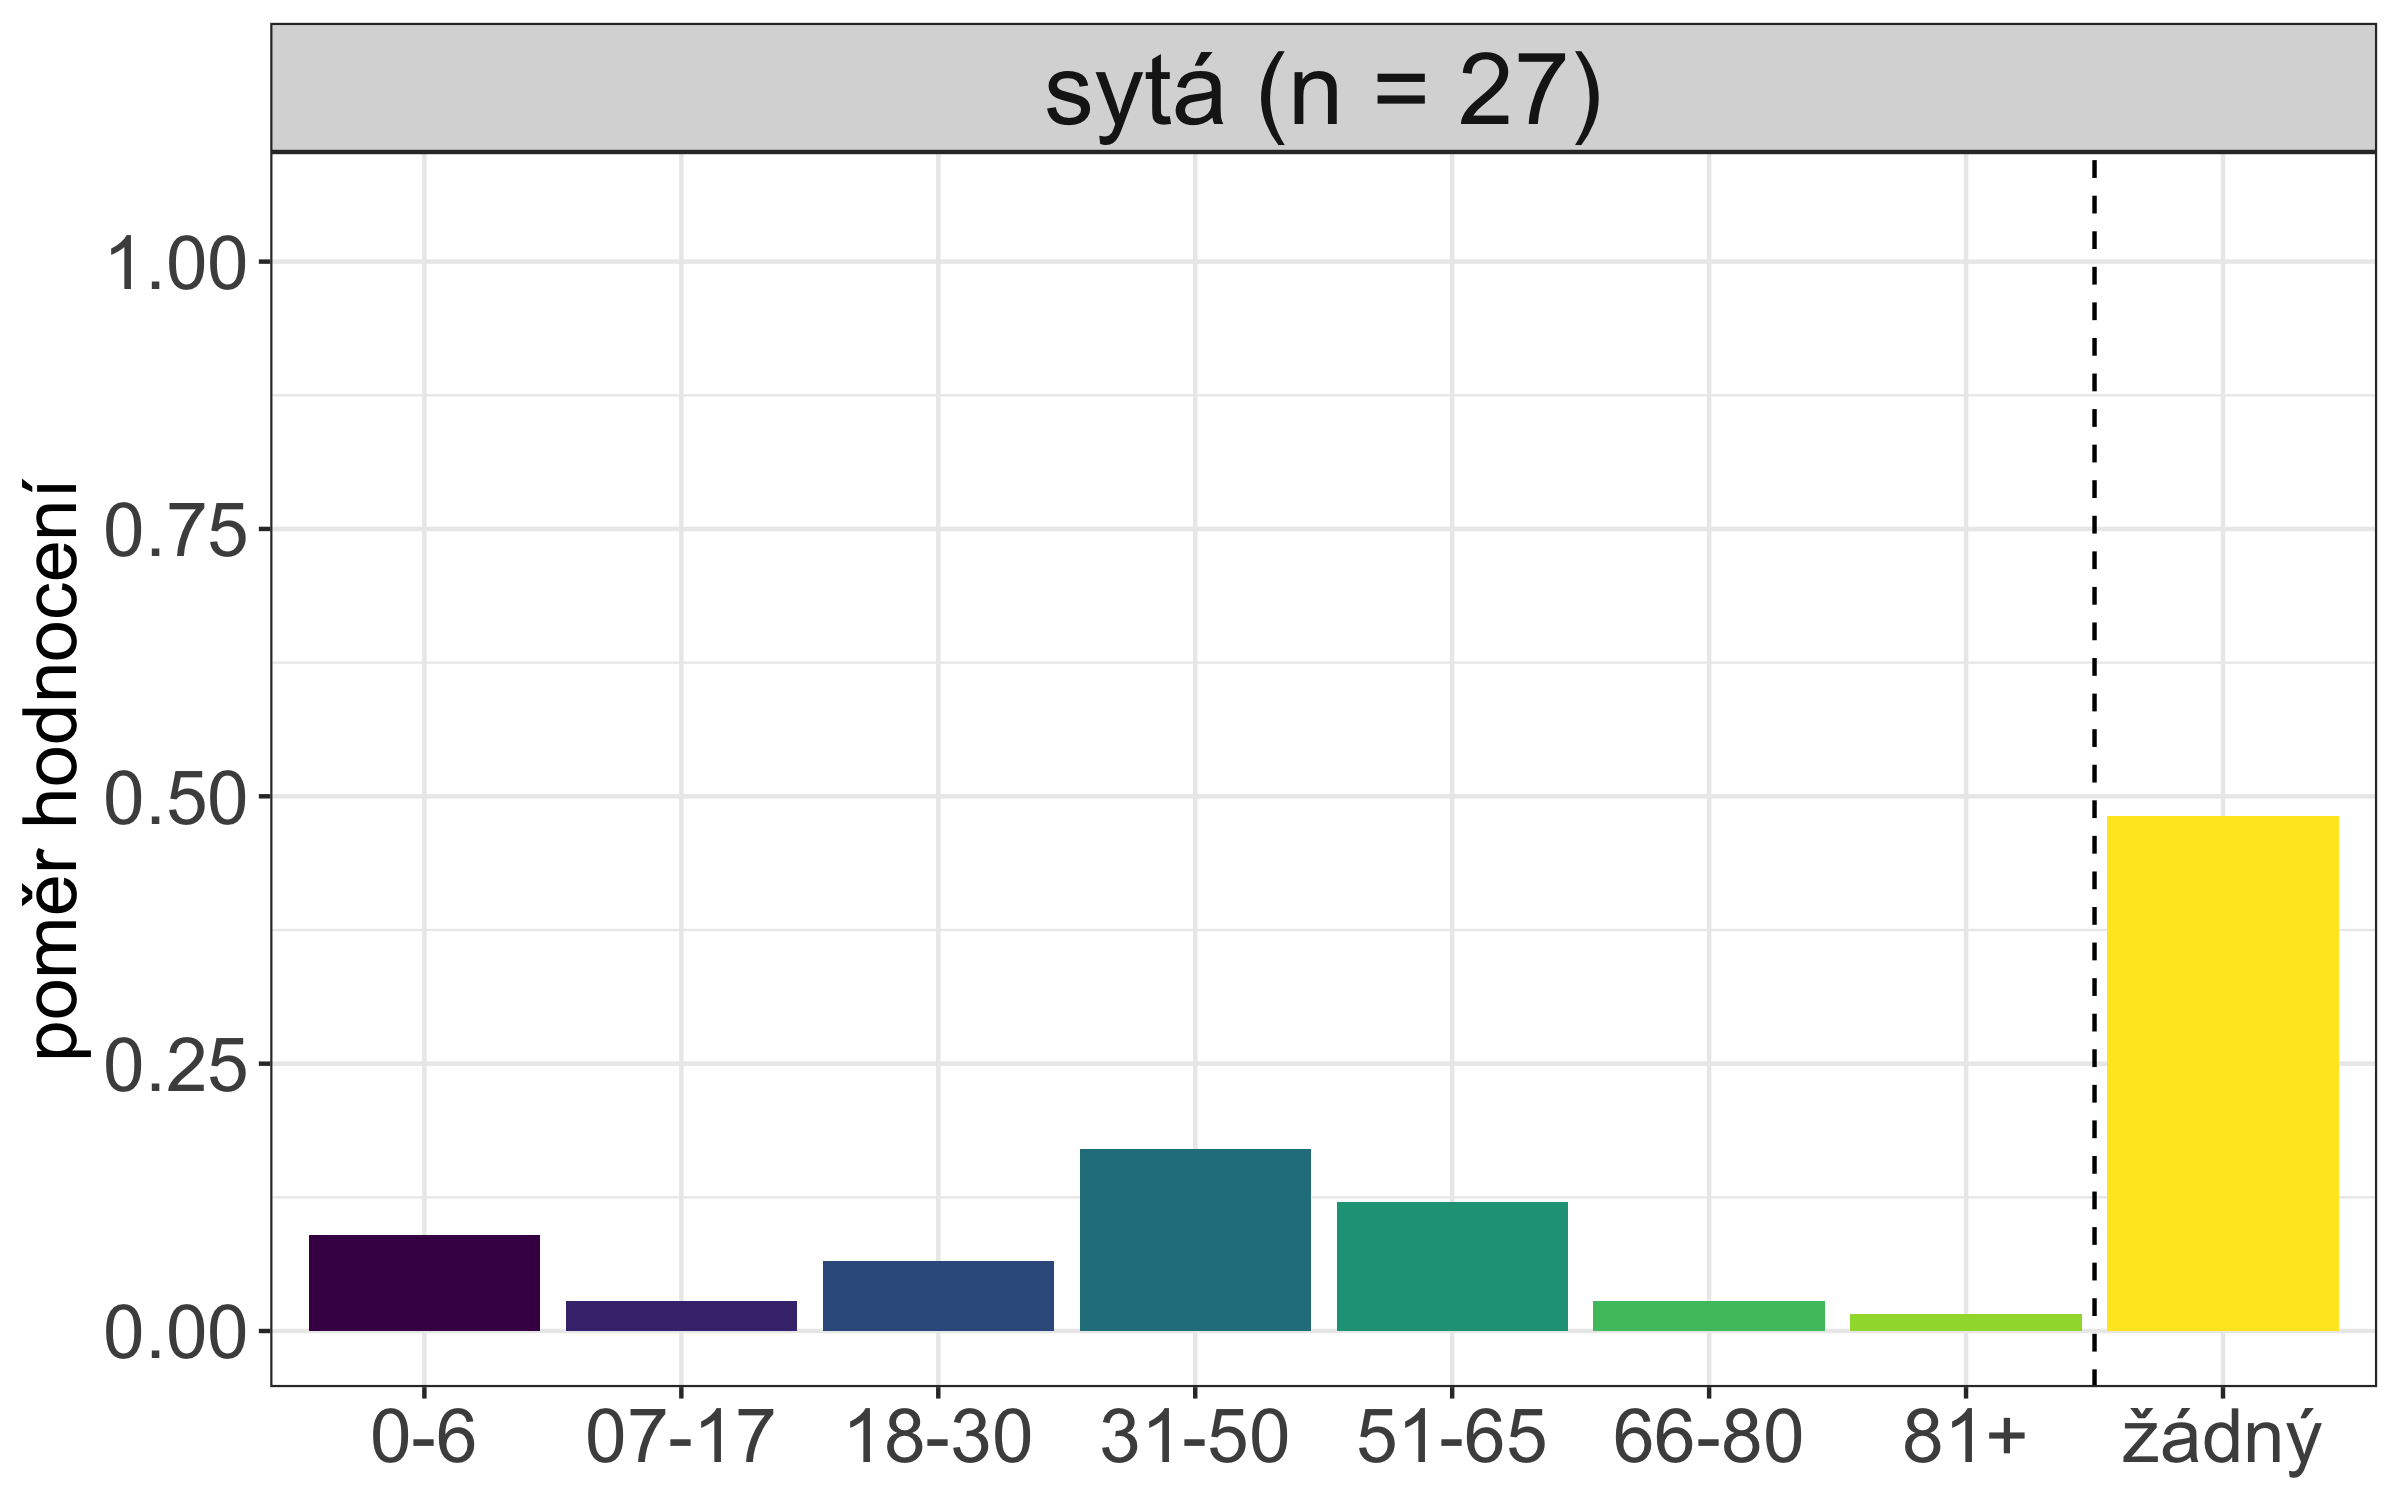 sytá (n = 27)
poměr hodnocení
1.00
0.75
0.50
0.25
0.00
0-6 07-17 18-30 31-50 51-65 66-80 81+ žádný